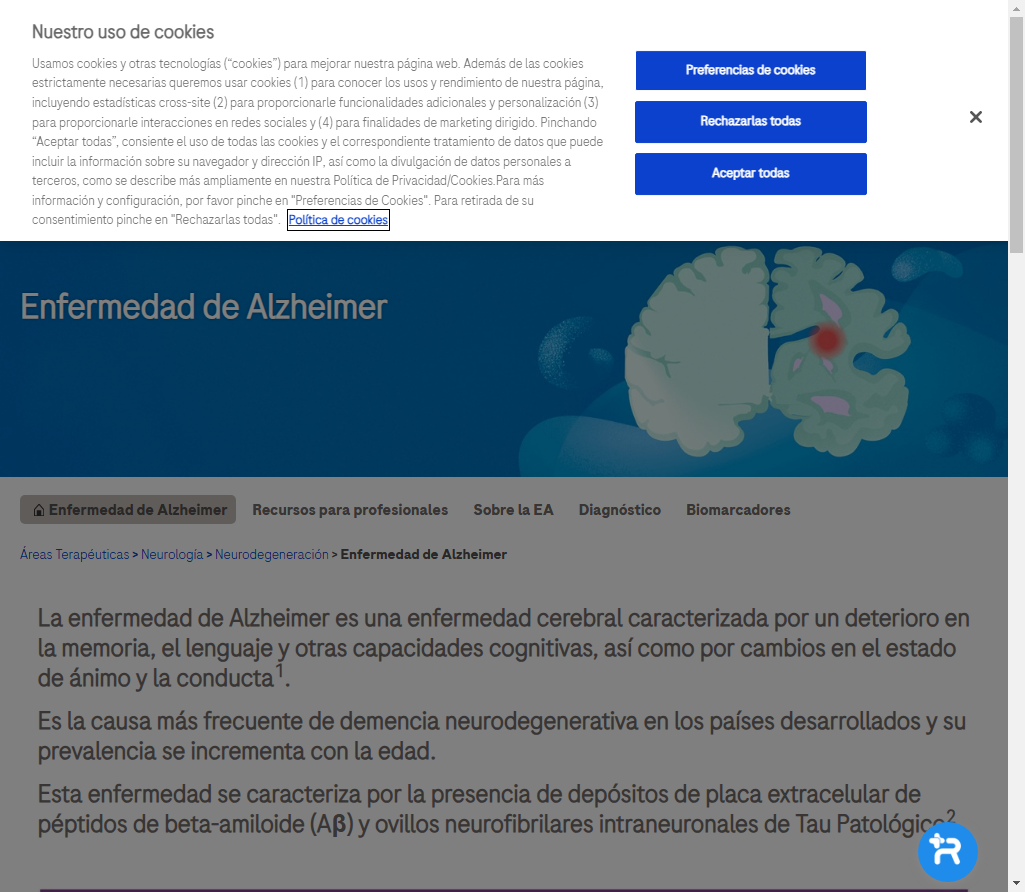 Nuestro uso de cookies
Usamos cookies y otras tecnologías (“cookies”) para mejorar nuestra página web. Además de las cookies
estrictamente necesarias queremos usar cookies (1) para conocer los usos y rendimiento de nuestra página,
incluyendo estadísticas cross-site (2) para proporcionarle funcionalidades adicionales y personalización (3)
para proporcionarle interacciones en redes sociales y (4) para finalidades de marketing dirigido. Pinchando
“Aceptar todas”, consiente el uso de todas las cookies y el correspondiente tratamiento de datos que puede
incluir la información sobre su navegador y dirección IP, así como la divulgación de datos personales a
terceros, como se describe más ampliamente en nuestra Política de Privacidad/Cookies.Para más
información y configuración, por favor pinche en "Preferencias de Cookies". Para retirada de su
consentimiento pinche en "Rechazarlas todas". Política de cookies
Preferencias de cookies
Rechazarlas todas
Aceptar todas
Enfermedad de Alzheimer
Enfermedad de Alzheimer Recursos para profesionales Sobre la EA Diagnóstico Biomarcadores
Áreas Terapéuticas > Neurología > Neurodegeneración > Enfermedad de Alzheimer
La enfermedad de Alzheimer es una enfermedad cerebral caracterizada por un deterioro en
la memoria, el lenguaje y otras capacidades cognitivas, así como por cambios en el estado
de ánimo y la conducta1.
Es la causa más frecuente de demencia neurodegenerativa en los países desarrollados y su
prevalencia se incrementa con la edad.
Esta enfermedad se caracteriza por la presencia de depósitos de placa extracelular de
péptidos de beta-amiloide (Aβ) y ovillos neurofibrilares intraneuronales de Tau Patológico2